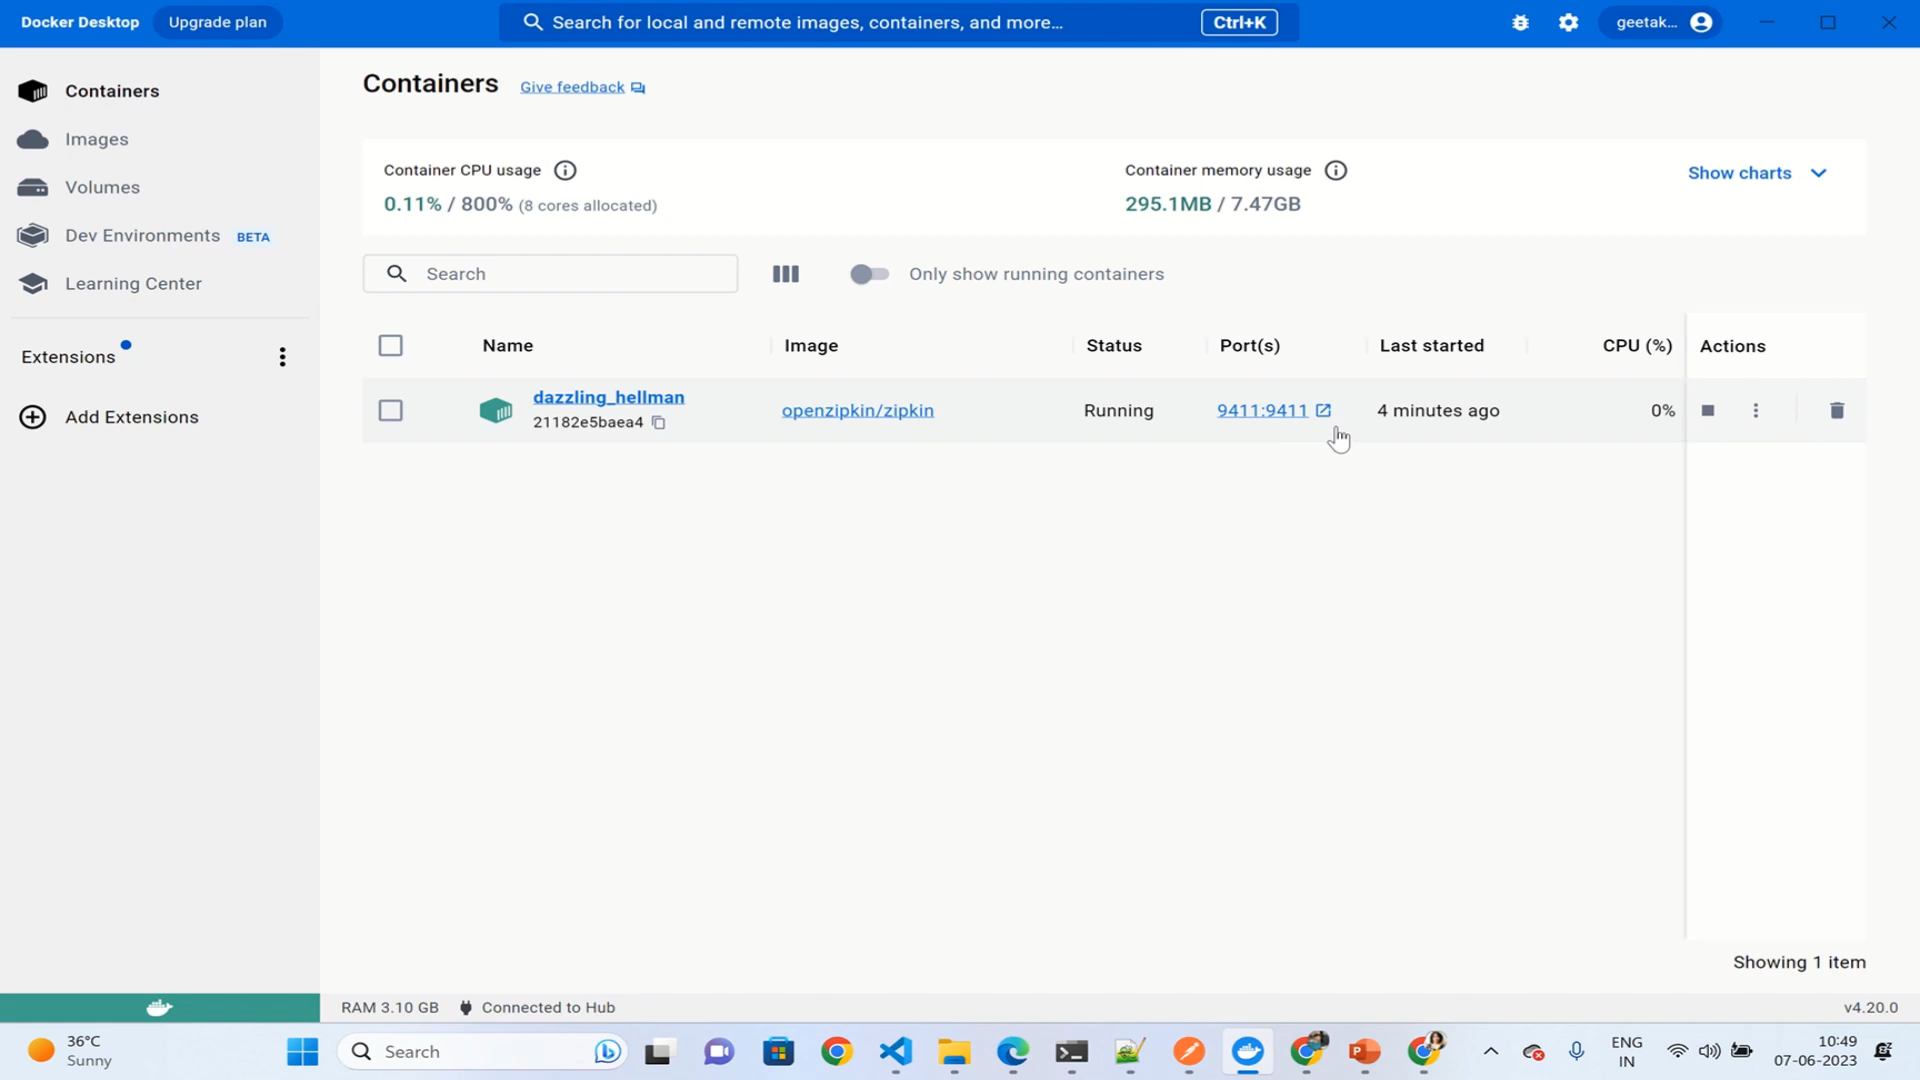 Docker Desktop Upgrade plan Search for local and remote images, containers, and more... Ctrl+K geetak...
Containers
Images
Volumes
Dev Environments BETA
Learning Center
Extensions
Add Extensions
Containers Give feedback
Container CPU usage
0.11% / 800% (8 cores allocated)
Container memory usage
295.1MB / 7.47GB
Show charts
Search Only show running containers
Name Image Status Port(s) Last started CPU (%) Actions
dazzling_hellman openzipkin/zipkin Running 9411:9411 4 minutes ago 0%
21182e5baea4
Showing 1 item
RAM 3.10 GB Connected to Hub v4.20.0
36°C
Sunny
Search
ENG
IN
10:49
07-06-2023